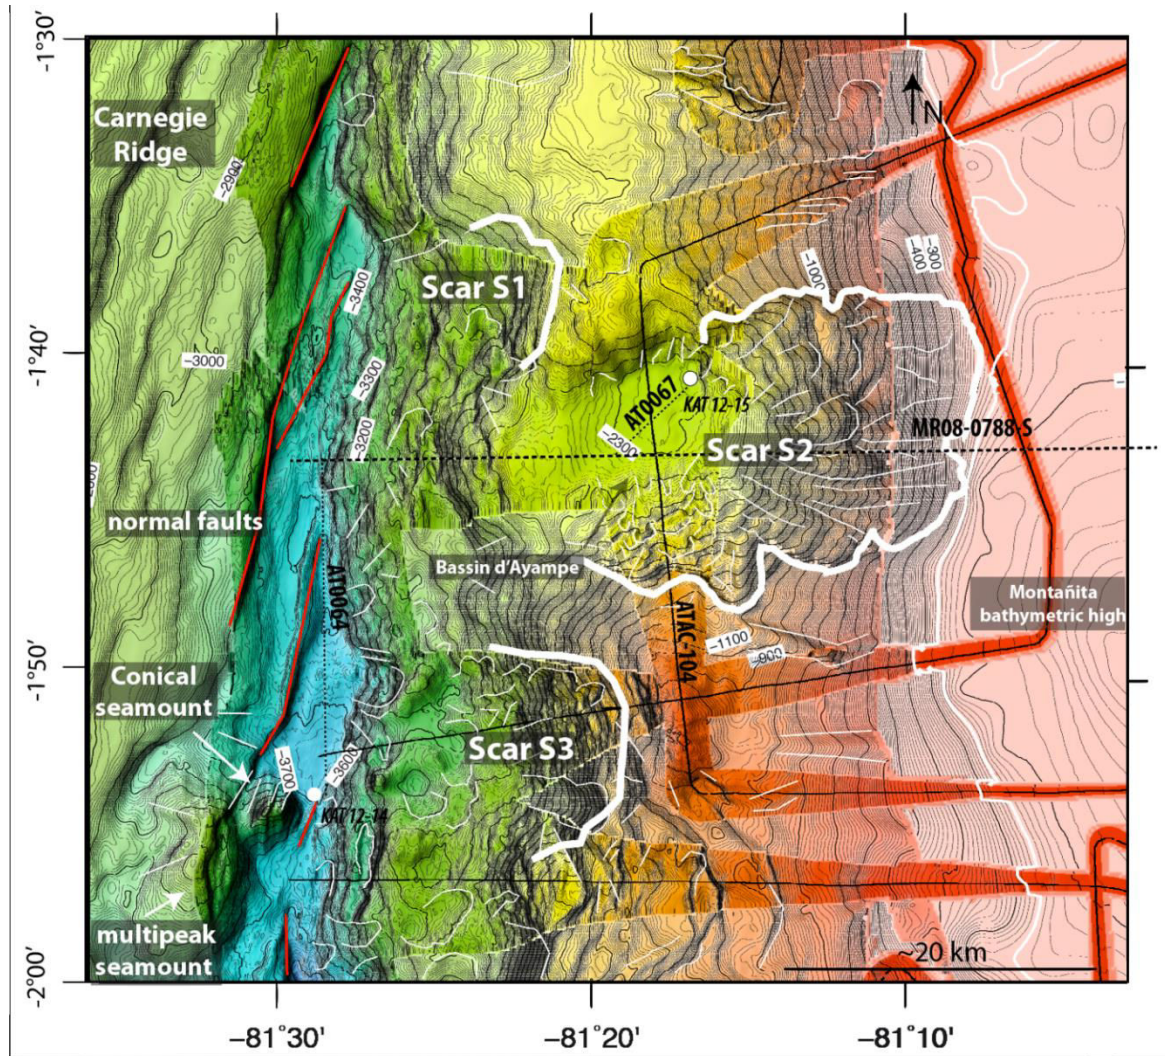 -1°30'
Carnegie
Ridge
N
-2900
-300
-400
-1000
Scar S1
-3400
-1°40'
-3000
-3300
AT0067
KAT 12-15
-3200
-2300
MR08-0788-S
Scar S2
normal faults
AT0064
Bassin d'Ayampe
Montañita
bathymetric high
ATAC-104
-1100
-900
-1°50'
Conical
seamount
Scar S3
-3700
-3600
KAT 12-14
multipeak
seamount
~20 km
-2°00'
-81°30'
-81°20'
-81°10'